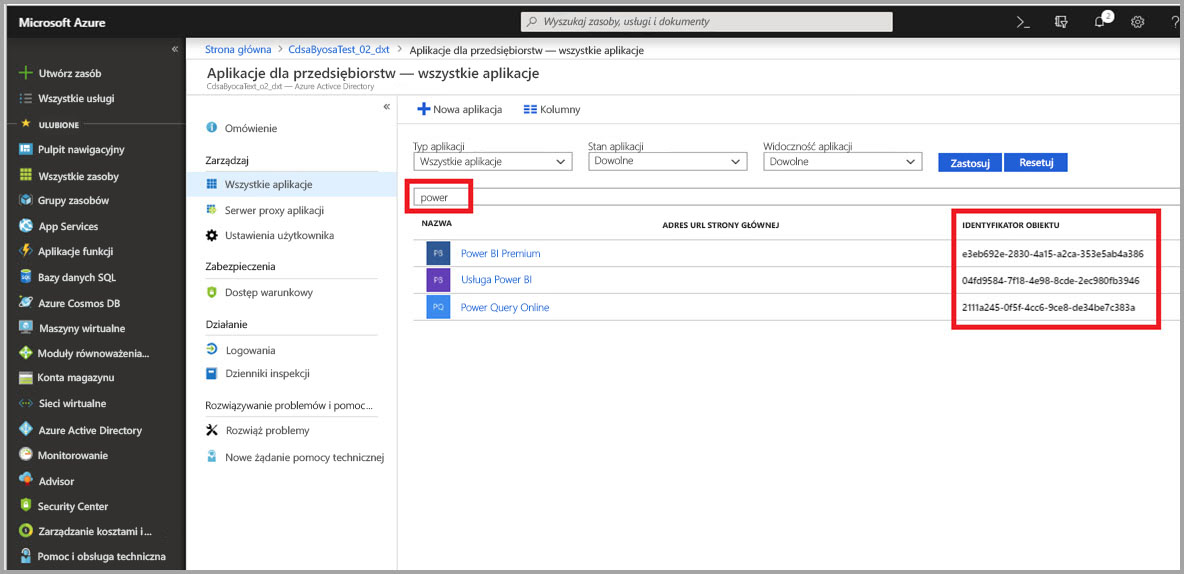 Microsoft Azure
Wyszukaj zasoby, usługi i dokumenty
2
Utwórz zasób
Wszystkie usługi
ULUBIONE
Pulpit nawigacyjny
Wszystkie zasoby
Grupy zasobów
App Services
Aplikacje funkcji
Bazy danych SQL
Azure Cosmos DB
Maszyny wirtualne
Moduły równoważenia...
Konta magazynu
Sieci wirtualne
Azure Active Directory
Monitorowanie
Advisor
Security Center
Zarządzanie kosztami i ...
Pomoc i obsługa techniczna
Strona główna > CdsaByosaTest_02_dxt > Aplikacje dla przedsiębiorstw — wszystkie aplikacje
Aplikacje dla przedsiębiorstw — wszystkie aplikacje
CdsaByocaText_o2_dxt — Azure Activce Directory
Omówienie
Zarządzaj
Wszystkie aplikacje
Serwer proxy aplikacji
Ustawienia użytkownika
Zabezpieczenia
Dostęp warunkowy
Działanie
Logowania
Dzienniki inspekcji
Rozwiązywanie problemów i pomoc...
Rozwiąż problemy
Nowe żądanie pomocy technicznej
Nowa aplikacja Kolumny
Typ aplikacji Stan aplikacji Widoczność aplikacji
Wszystkie aplikacje Dowolne Dowolne Zastosuj Resetuj
power
NAZWA ADRES URL STRONY GŁÓWNEJ IDENTYFIKATOR OBIEKTU
PB Power BI Premium e3eb692e-2830-4a15-a2ca-353e5ab4a386
PB Usługa Power BI 04fd9584-7f18-4e98-8cde-2ec980fb3946
PQ Power Query Online 2111a245-0f5f-4cc6-9ce8-de34be7c383a